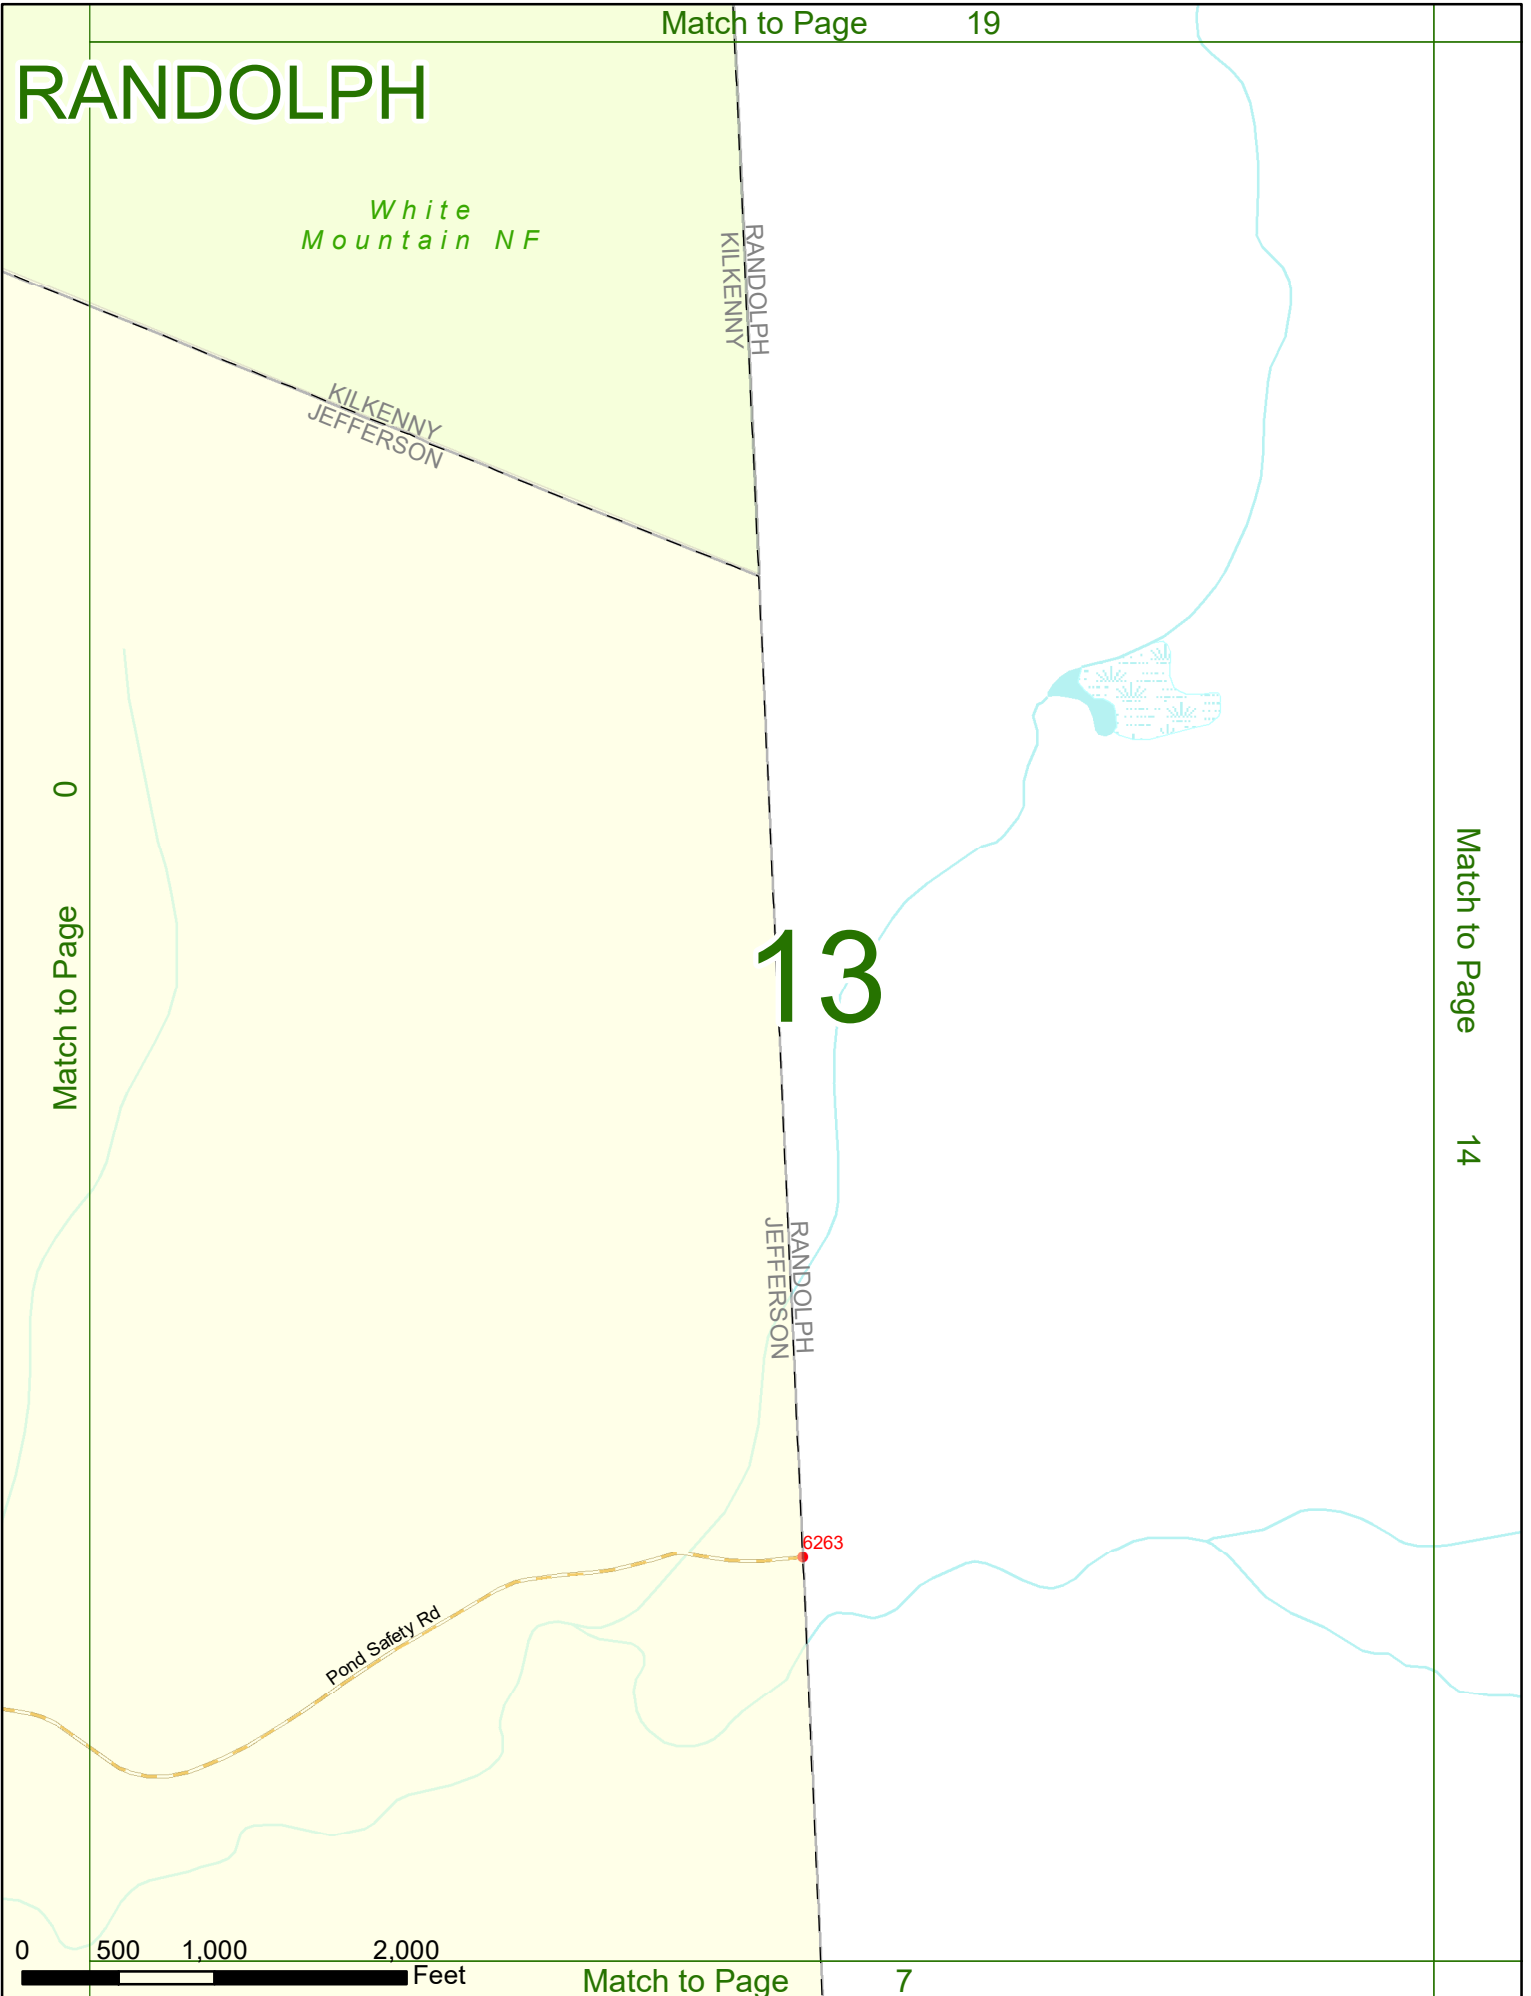 Match to Page 19
RANDOLPH
White
Mountain NF
RANDOLPH
KILKENNY
KILKENNY
JEFFERSON
Match to Page 0
13
Match to Page 14
RANDOLPH
JEFFERSON
6263
Pond Safety Rd
0 500 1,000 2,000
Feet
Match to Page 7